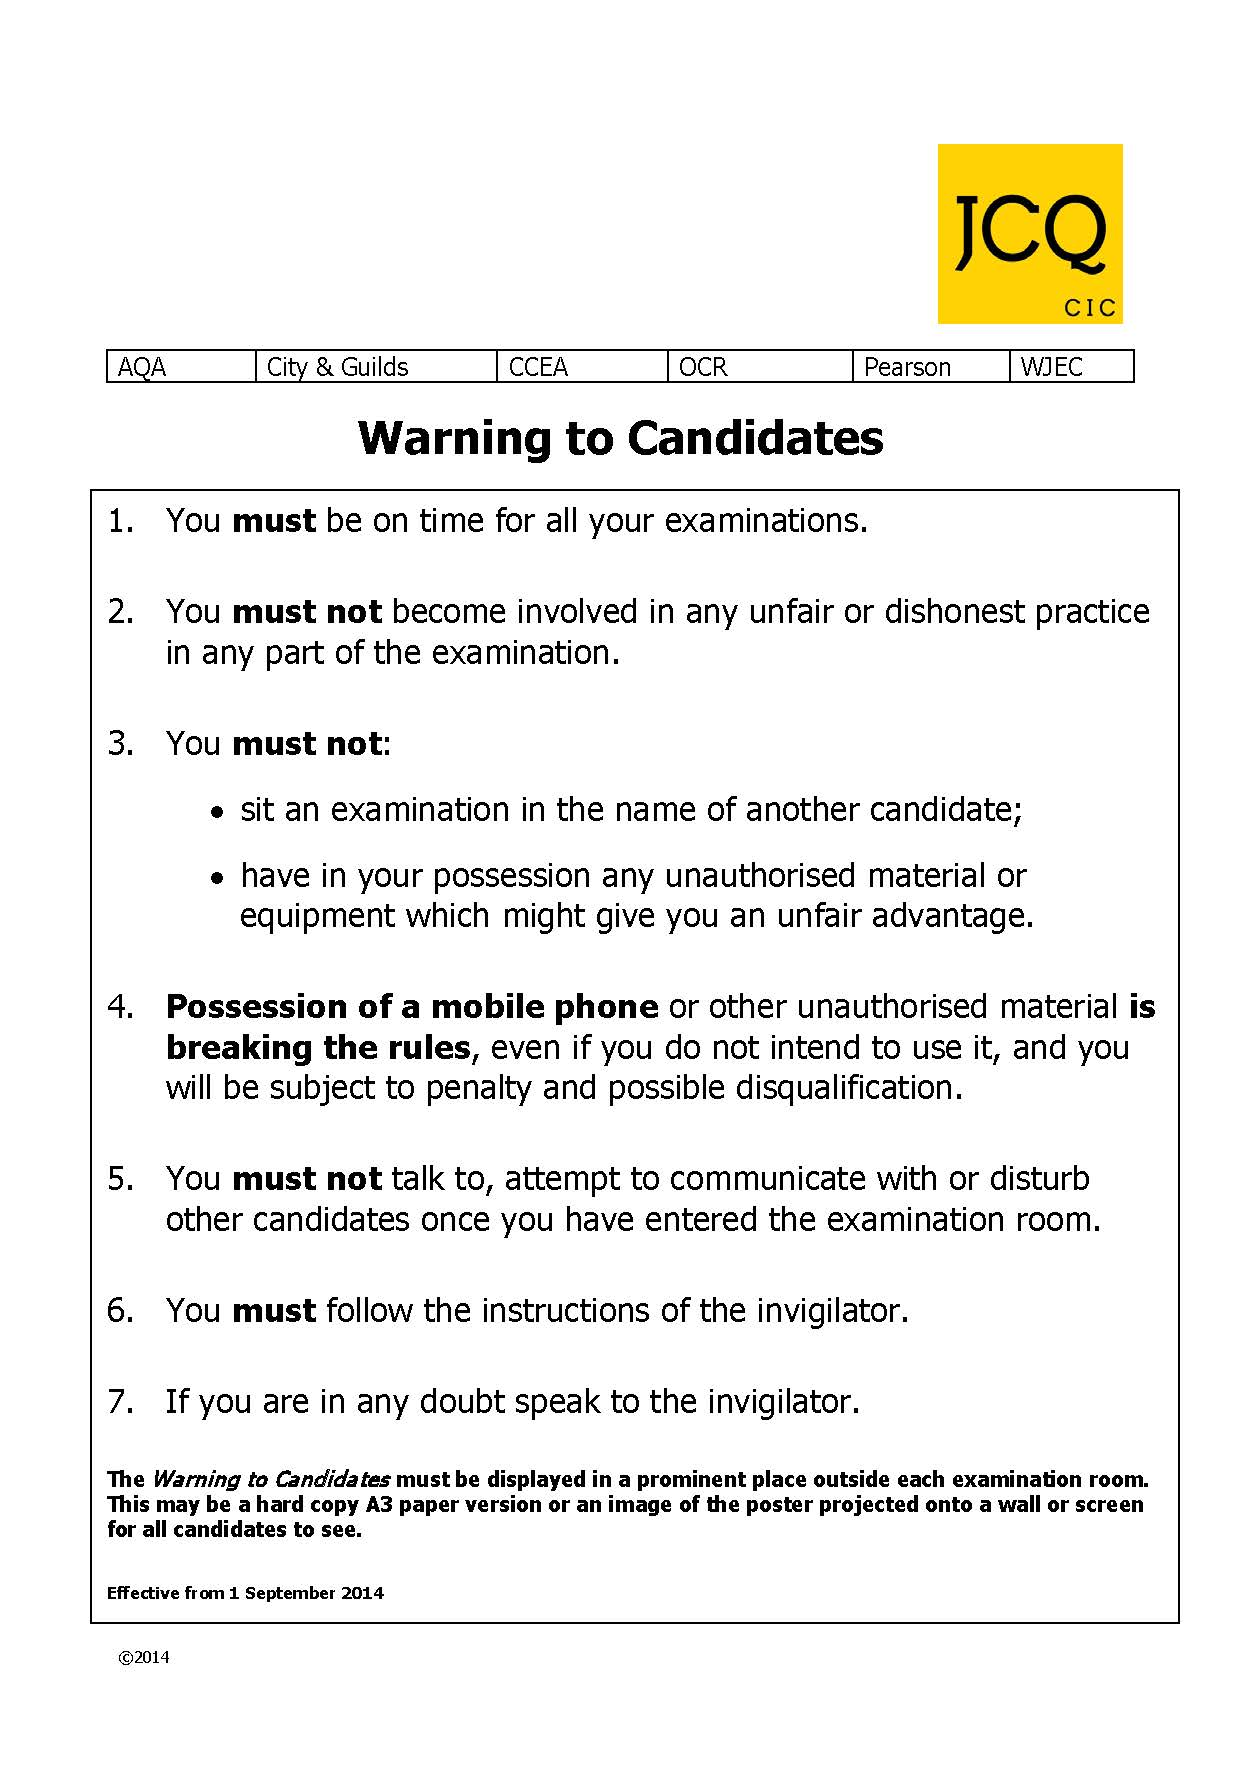 JCQ
CIC
AQA City & Guilds CCEA OCR Pearson WJEC
Warning to Candidates
1. You must be on time for all your examinations.
2. You must not become involved in any unfair or dishonest practice
in any part of the examination.
3. You must not:
• sit an examination in the name of another candidate;
• have in your possession any unauthorised material or
equipment which might give you an unfair advantage.
4. Possession of a mobile phone or other unauthorised material is
breaking the rules, even if you do not intend to use it, and you
will be subject to penalty and possible disqualification.
5. You must not talk to, attempt to communicate with or disturb
other candidates once you have entered the examination room.
6. You must follow the instructions of the invigilator.
7. If you are in any doubt speak to the invigilator.
The Warning to Candidates must be displayed in a prominent place outside each examination room.
This may be a hard copy A3 paper version or an image of the poster projected onto a wall or screen
for all candidates to see.
Effective from 1 September 2014
©2014